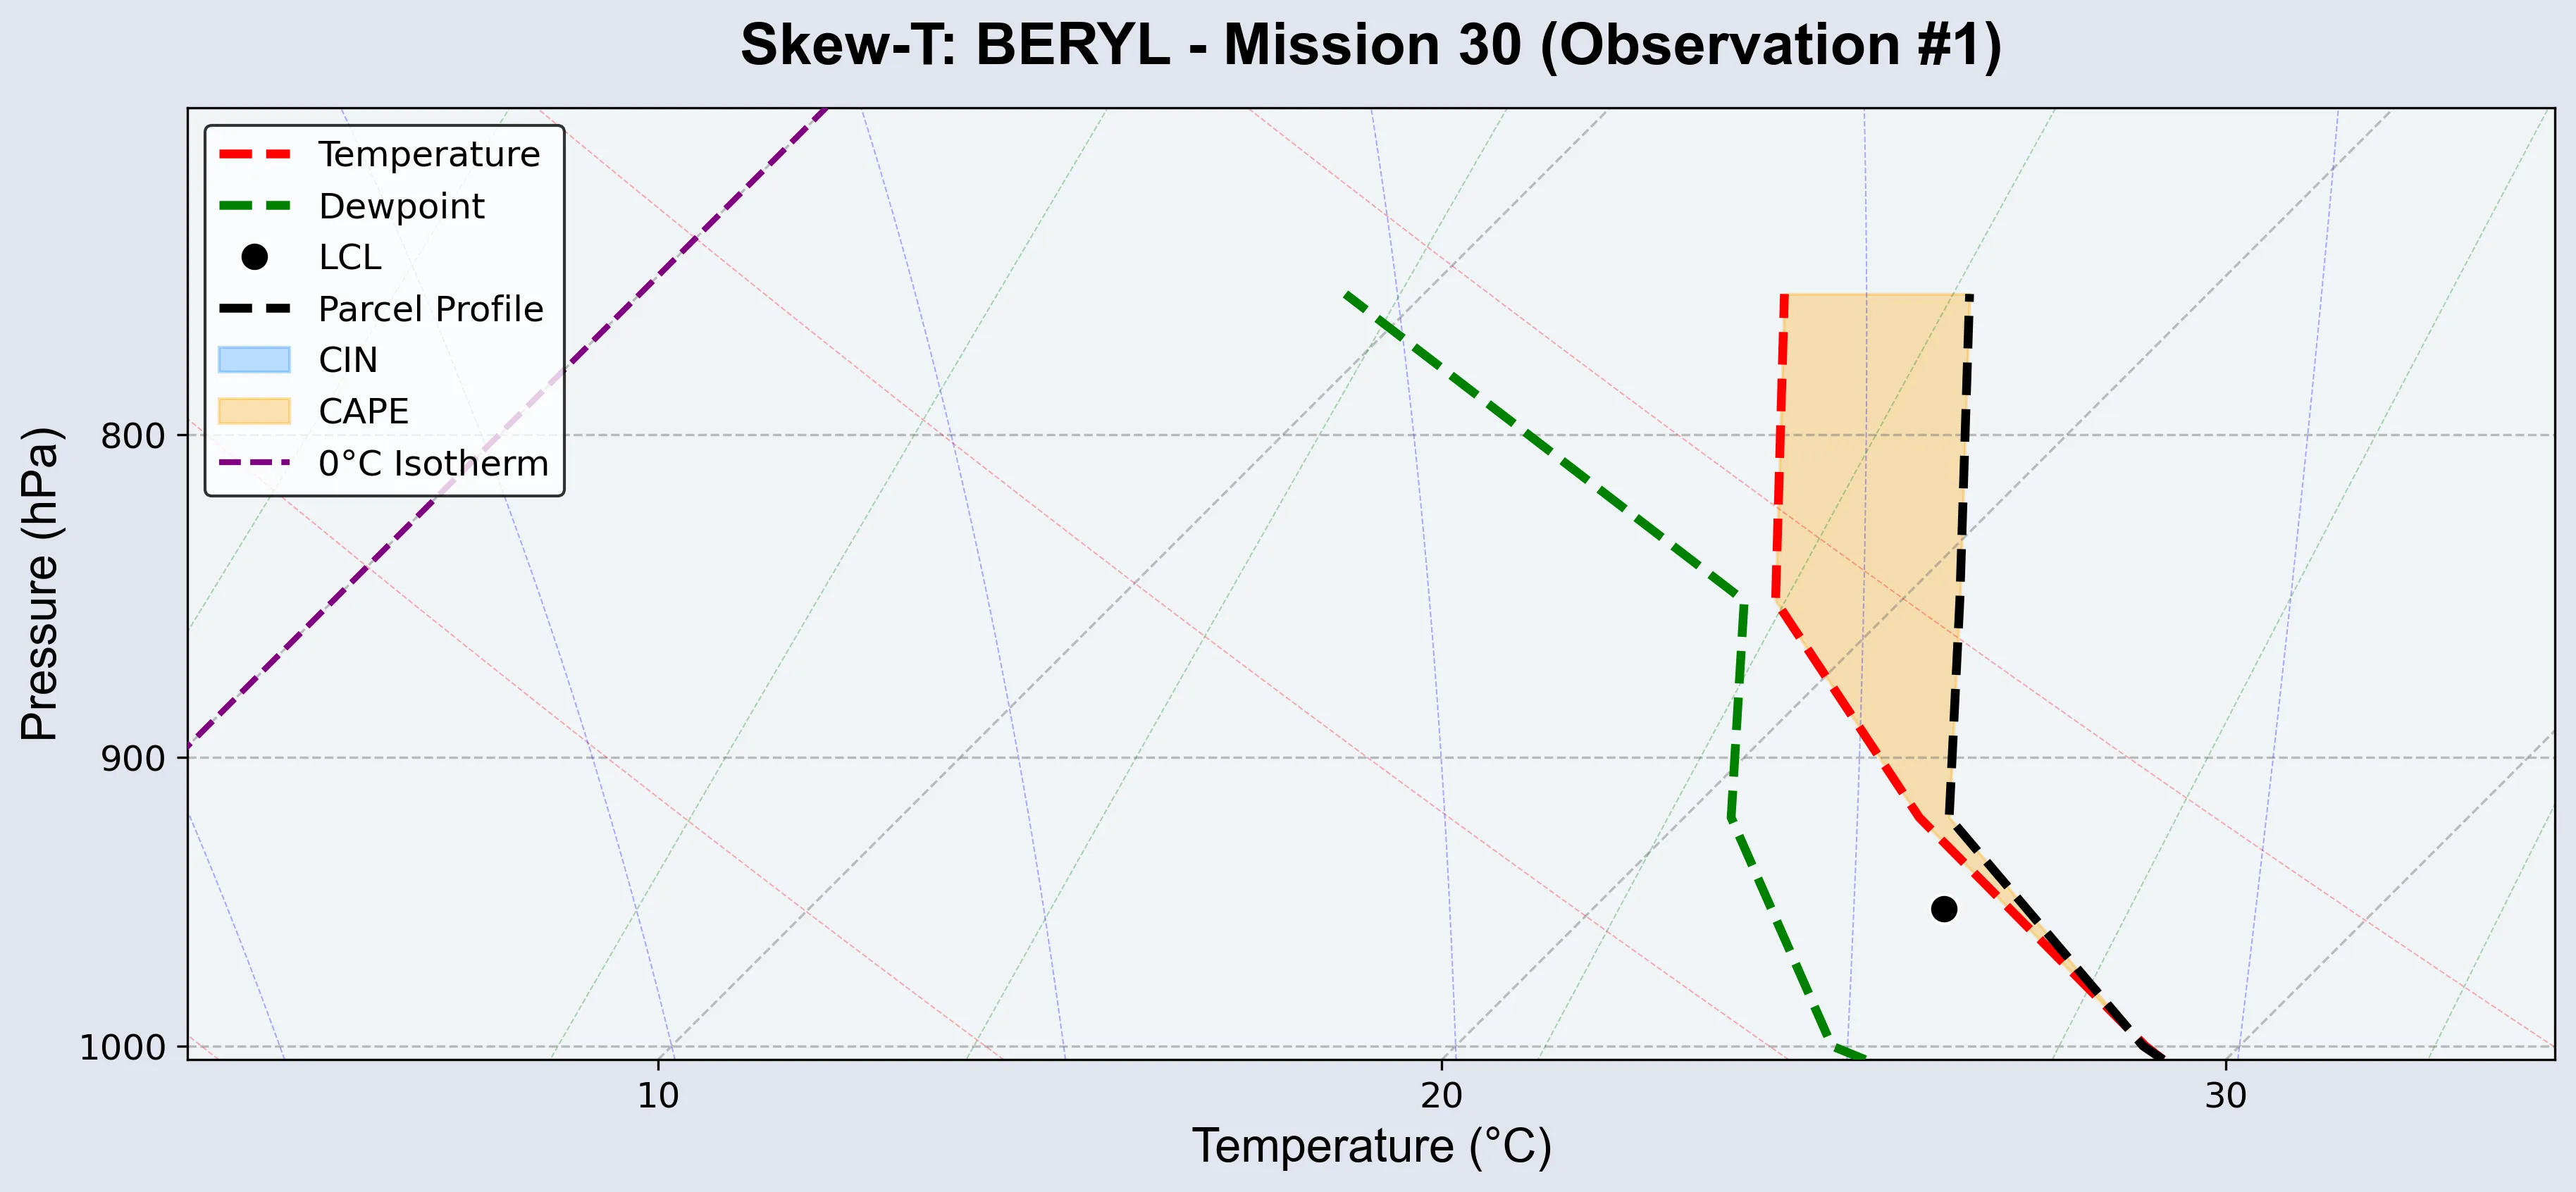 Skew-T: BERYL - Mission 30 (Observation #1)
Temperature
Dewpoint
LCL
Parcel Profile
CIN
CAPE
0°C Isotherm
Pressure (hPa)
800
900
1000
10
20
30
Temperature (°C)